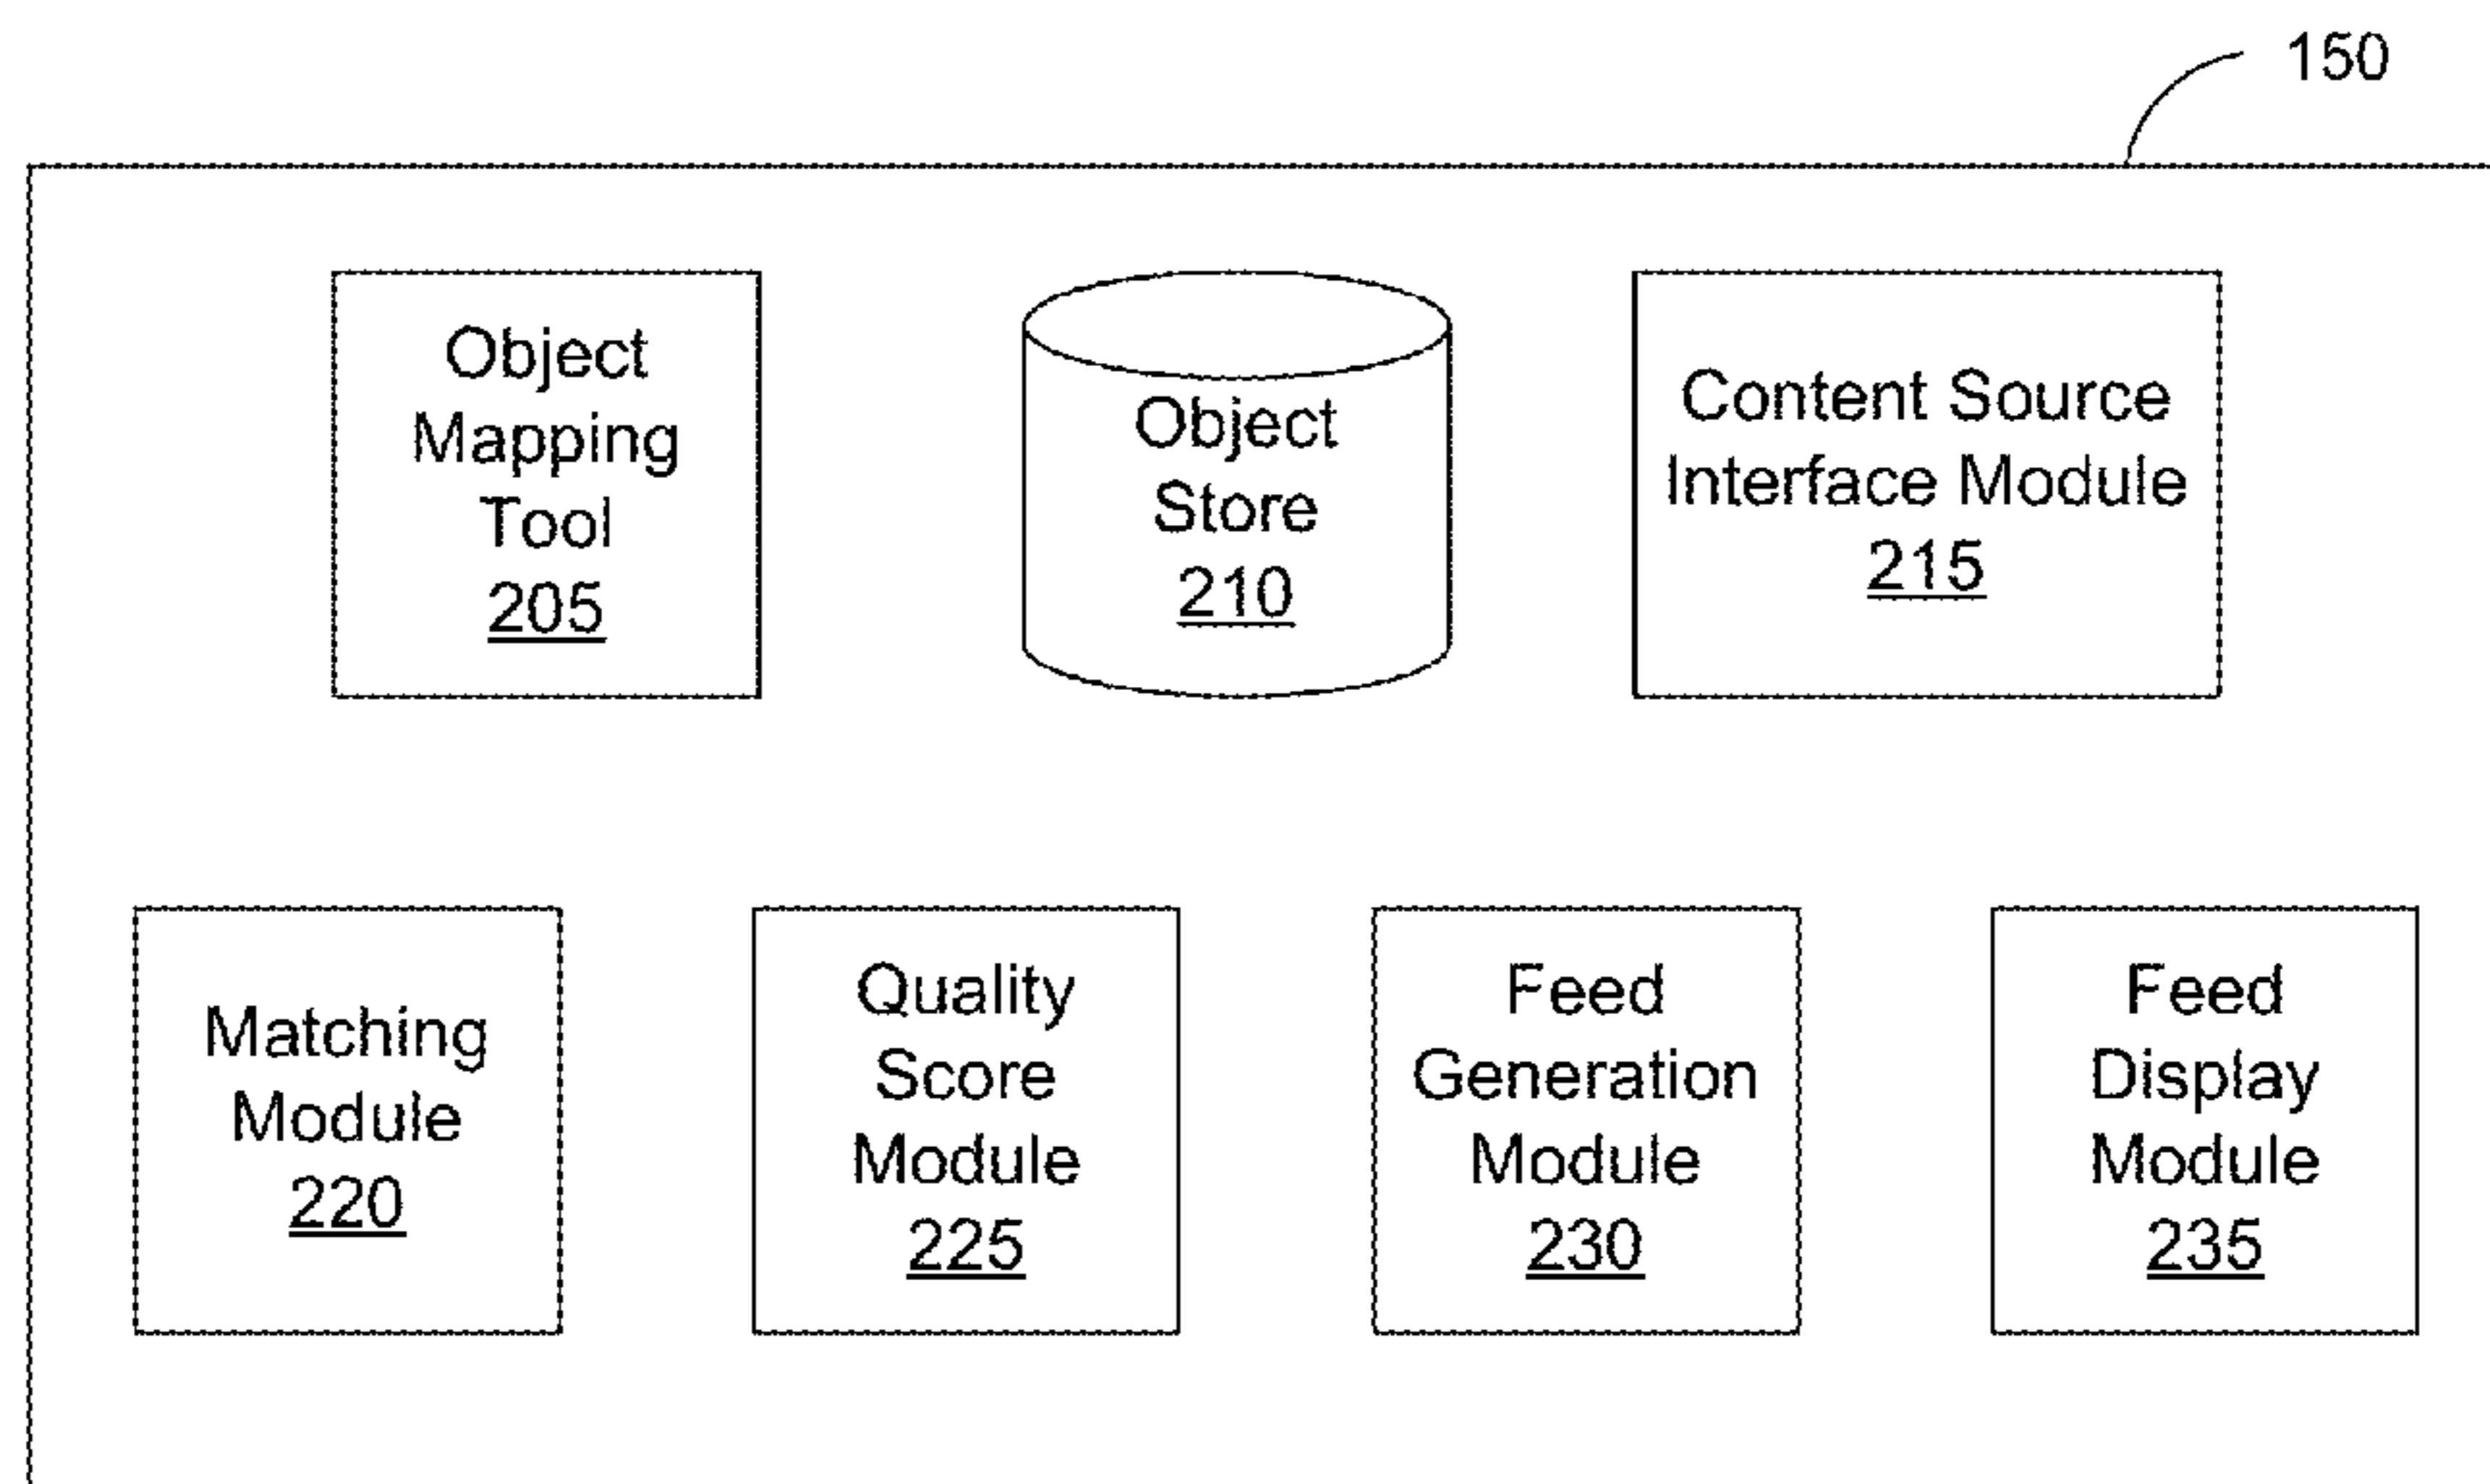 150
Object
Mapping
Tool
205
Object
Store
210
Content Source
Interface Module
215
Matching
Module
220
Quality
Score
Module
225
Feed
Generation
Module
230
Feed
Display
Module
235